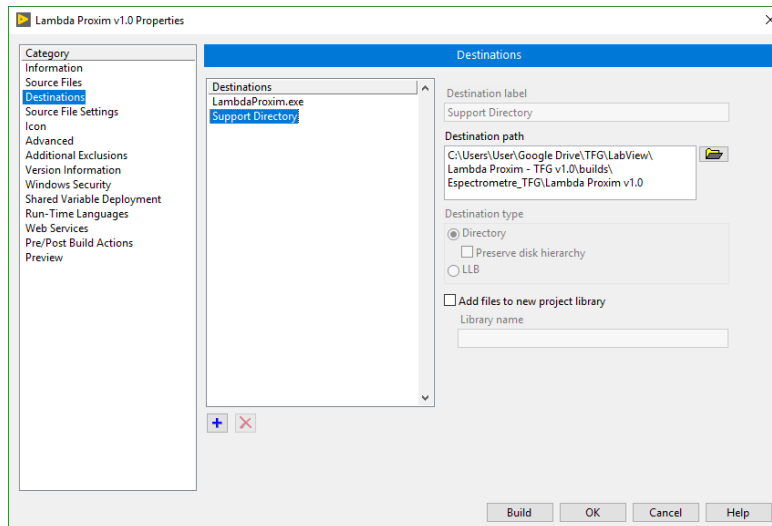 Lambda Proxim v1.0 Properties
Category
Information
Source Files
Destinations
Source File Settings
Icon
Advanced
Additional Exclusions
Version Information
Windows Security
Shared Variable Deployment
Run-Time Languages
Web Services
Pre/Post Build Actions
Preview
Destinations
Destinations
LambdaProxim.exe
Support Directory
Destination label
Support Directory
Destination path
C:\Users\User\Google Drive\TFG\LabView\
Lambda Proxim - TFG v1.0\builds\
Espectrometre_TFG\Lambda Proxim v1.0
Destination type
Directory
Preserve disk hierarchy
LLB
Add files to new project library
Library name
Build
OK
Cancel
Help